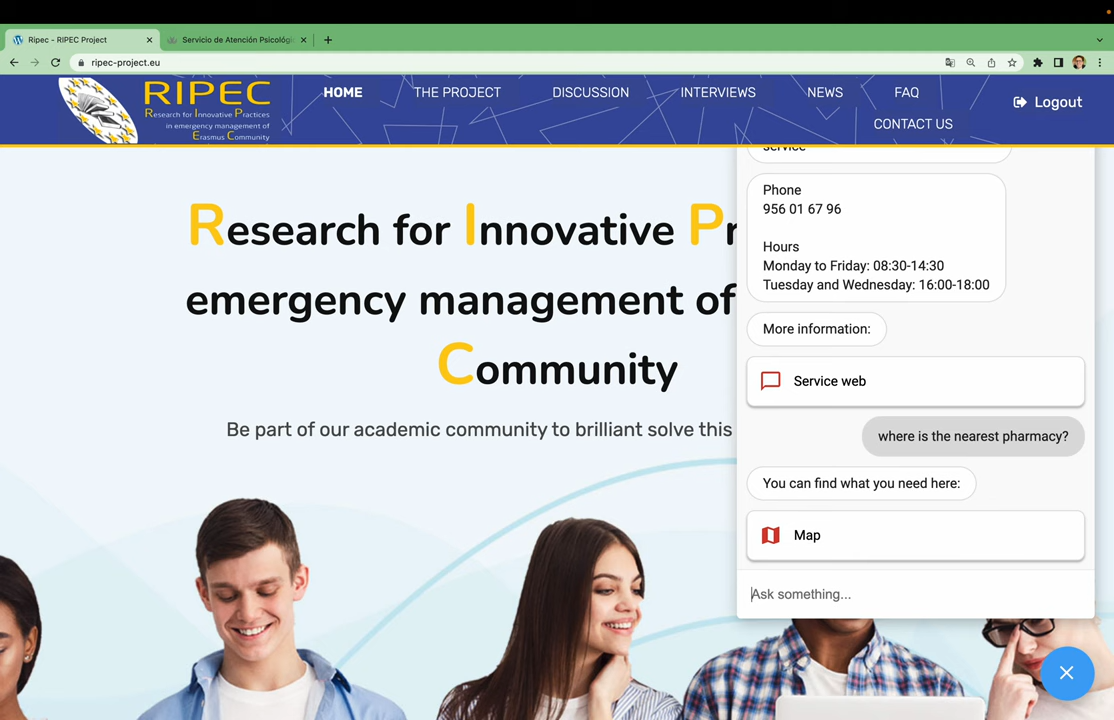 Ripec - RIPEC Project
Servicio de Atención Psicológi
ripec-project.eu
RIPEC
Research for Innovative Practices
in emergency management of
Erasmus Community
HOME
THE PROJECT
DISCUSSION
INTERVIEWS
NEWS
FAQ
CONTACT US
Logout
Research for Innovative Pr
emergency management of
Community
Be part of our academic community to brilliant solve this
service
Phone
956 01 67 96
Hours
Monday to Friday: 08:30-14:30
Tuesday and Wednesday: 16:00-18:00
More information:
Service web
where is the nearest pharmacy?
You can find what you need here:
Map
Ask something...